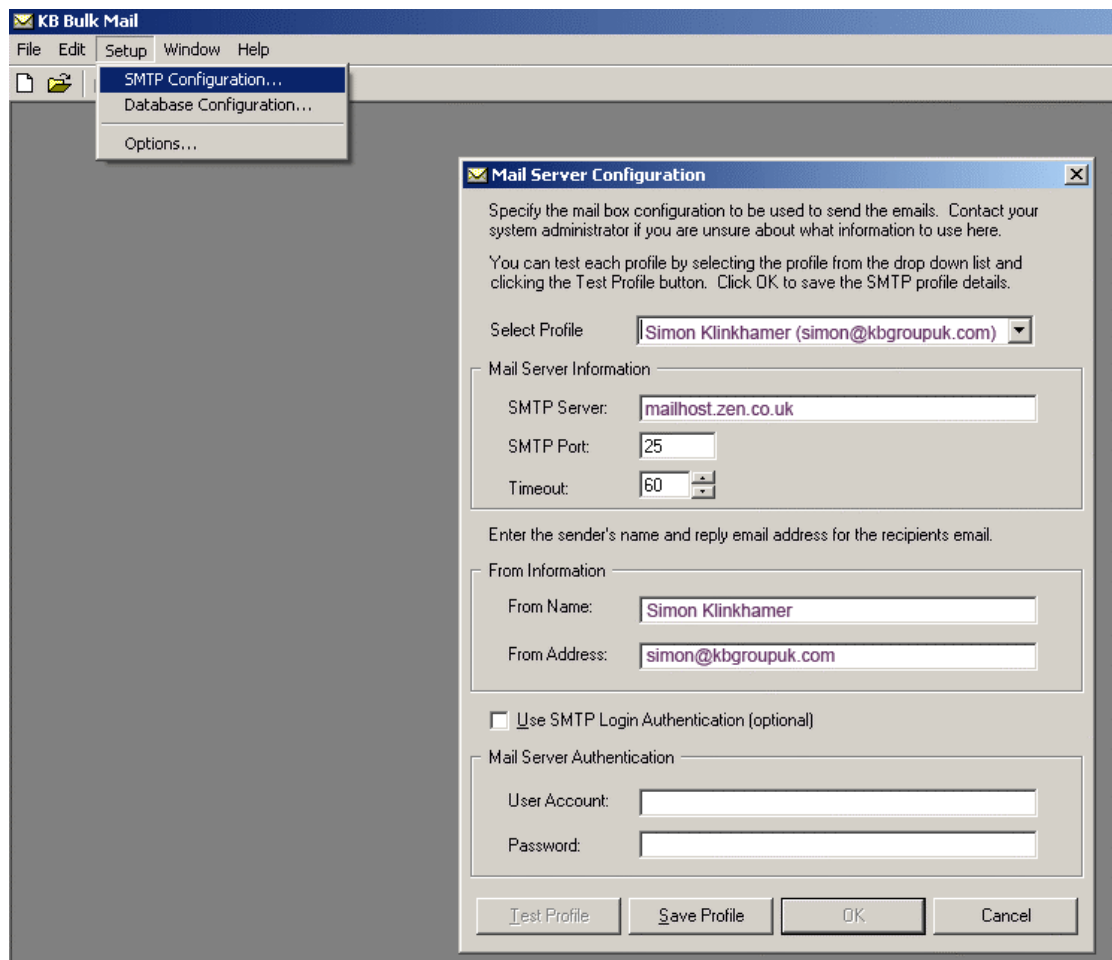 KB Bulk Mail
File Edit Setup Window Help
SMTP Configuration...
Database Configuration...
Options...
Mail Server Configuration
Specify the mail box configuration to be used to send the emails. Contact your
system administrator if you are unsure about what information to use here.
You can test each profile by selecting the profile from the drop down list and
clicking the Test Profile button. Click OK to save the SMTP profile details.
Select Profile Simon Klinkhamer (simon@kbgroupuk.com)
Mail Server Information
SMTP Server: mailhost.zen.co.uk
SMTP Port: 25
Timeout: 60
Enter the sender's name and reply email address for the recipients email.
From Information
From Name: Simon Klinkhamer
From Address: simon@kbgroupuk.com
Use SMTP Login Authentication (optional)
Mail Server Authentication
User Account:
Password:
Test Profile Save Profile OK Cancel